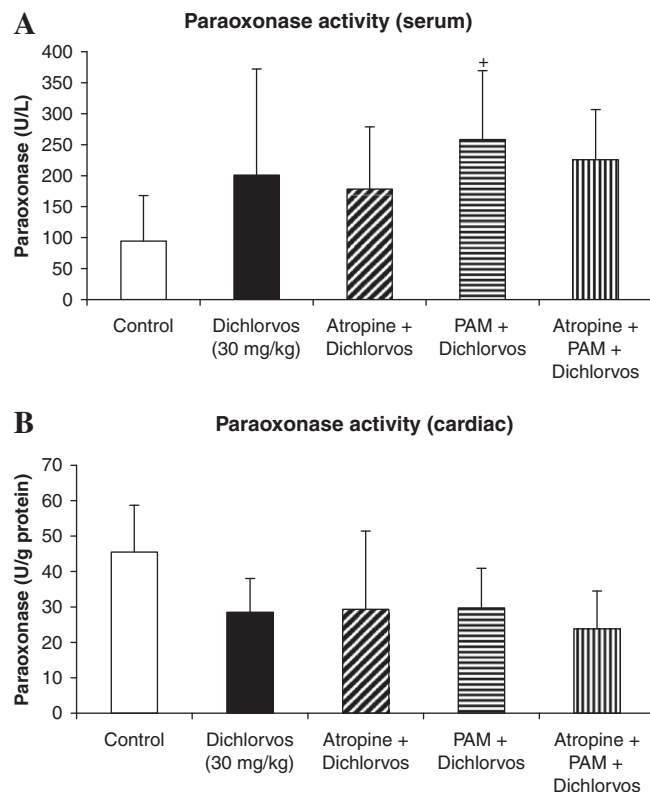 A
Paraoxonase activity (serum)
Paraoxonase (U/L)
400
350
300
250
200
150
100
50
0
+
Control
Dichlorvos
(30 mg/kg)
Atropine +
Dichlorvos
PAM +
Dichlorvos
Atropine +
PAM +
Dichlorvos
B
Paraoxonase activity (cardiac)
Paraoxonase (U/g protein)
70
60
50
40
30
20
10
0
Control
Dichlorvos
(30 mg/kg)
Atropine +
Dichlorvos
PAM +
Dichlorvos
Atropine +
PAM +
Dichlorvos